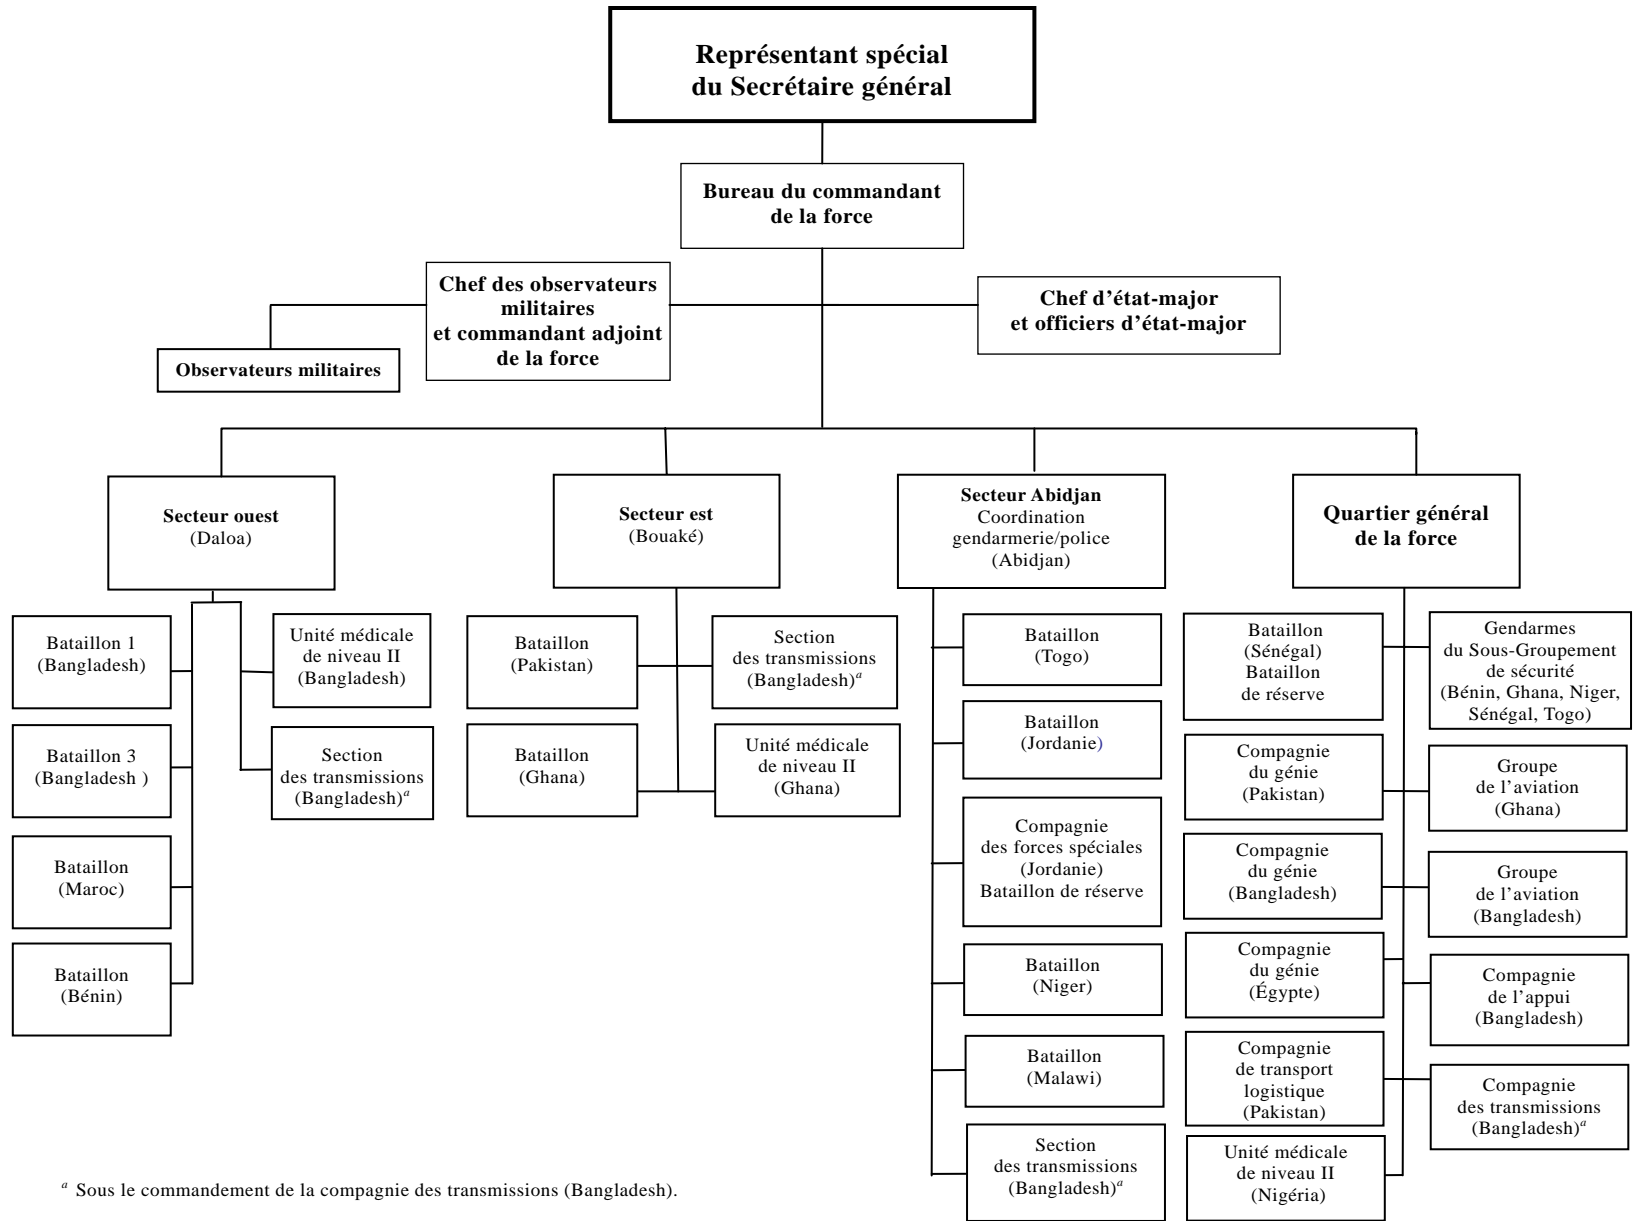 Représentant spécial
du Secrétaire général
Bureau du commandant
de la force
Chef des observateurs
militaires
et commandant adjoint
de la force
Chef d’état-major
et officiers d’état-major
Observateurs militaires
Secteur ouest
(Daloa)
Secteur est
(Bouaké)
Secteur Abidjan
Coordination
gendarmerie/police
(Abidjan)
Quartier général
de la force
Bataillon 1
(Bangladesh)
Unité médicale
de niveau II
(Bangladesh)
Bataillon 3
(Bangladesh )
Section
des transmissions
(Bangladesh)a
Bataillon
(Maroc)
Bataillon
(Bénin)
Bataillon
(Pakistan)
Section
des transmissions
(Bangladesh)a
Bataillon
(Ghana)
Unité médicale
de niveau II
(Ghana)
Bataillon
(Togo)
Bataillon
(Jordanie)
Compagnie
des forces spéciales
(Jordanie)
Bataillon de réserve
Bataillon
(Niger)
Bataillon
(Malawi)
Section
des transmissions
(Bangladesh)a
Bataillon
(Sénégal)
Bataillon
de réserve
Gendarmes
du Sous-Groupement
de sécurité
(Bénin, Ghana, Niger,
Sénégal, Togo)
Compagnie
du génie
(Pakistan)
Groupe
de l’aviation
(Ghana)
Compagnie
du génie
(Bangladesh)
Groupe
de l’aviation
(Bangladesh)
Compagnie
du génie
(Égypte)
Compagnie
de l’appui
(Bangladesh)
Compagnie
de transport
logistique
(Pakistan)
Compagnie
des transmissions
(Bangladesh)a
Unité médicale
de niveau II
(Nigéria)
a Sous le commandement de la compagnie des transmissions (Bangladesh).